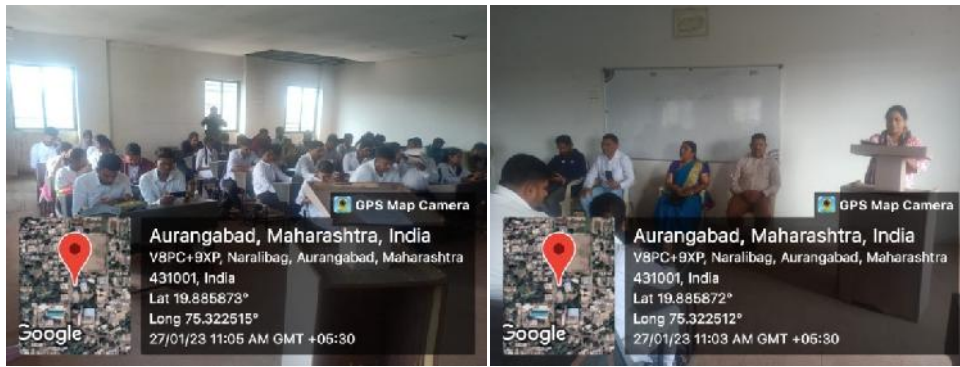 GPS Map Camera
Aurangabad, Maharashtra, India
V8PC+9XP, Naralibag, Aurangabad, Maharashtra
431001, India
Lat 19.885873°
Long 75.322515°
27/01/23 11:05 AM GMT +05:30
Google
GPS Map Camera
Aurangabad, Maharashtra, India
V8PC+9XP, Naralibag, Aurangabad, Maharashtra
431001, India
Lat 19.885872°
Long 75.322512°
27/01/23 11:03 AM GMT +05:30
Google